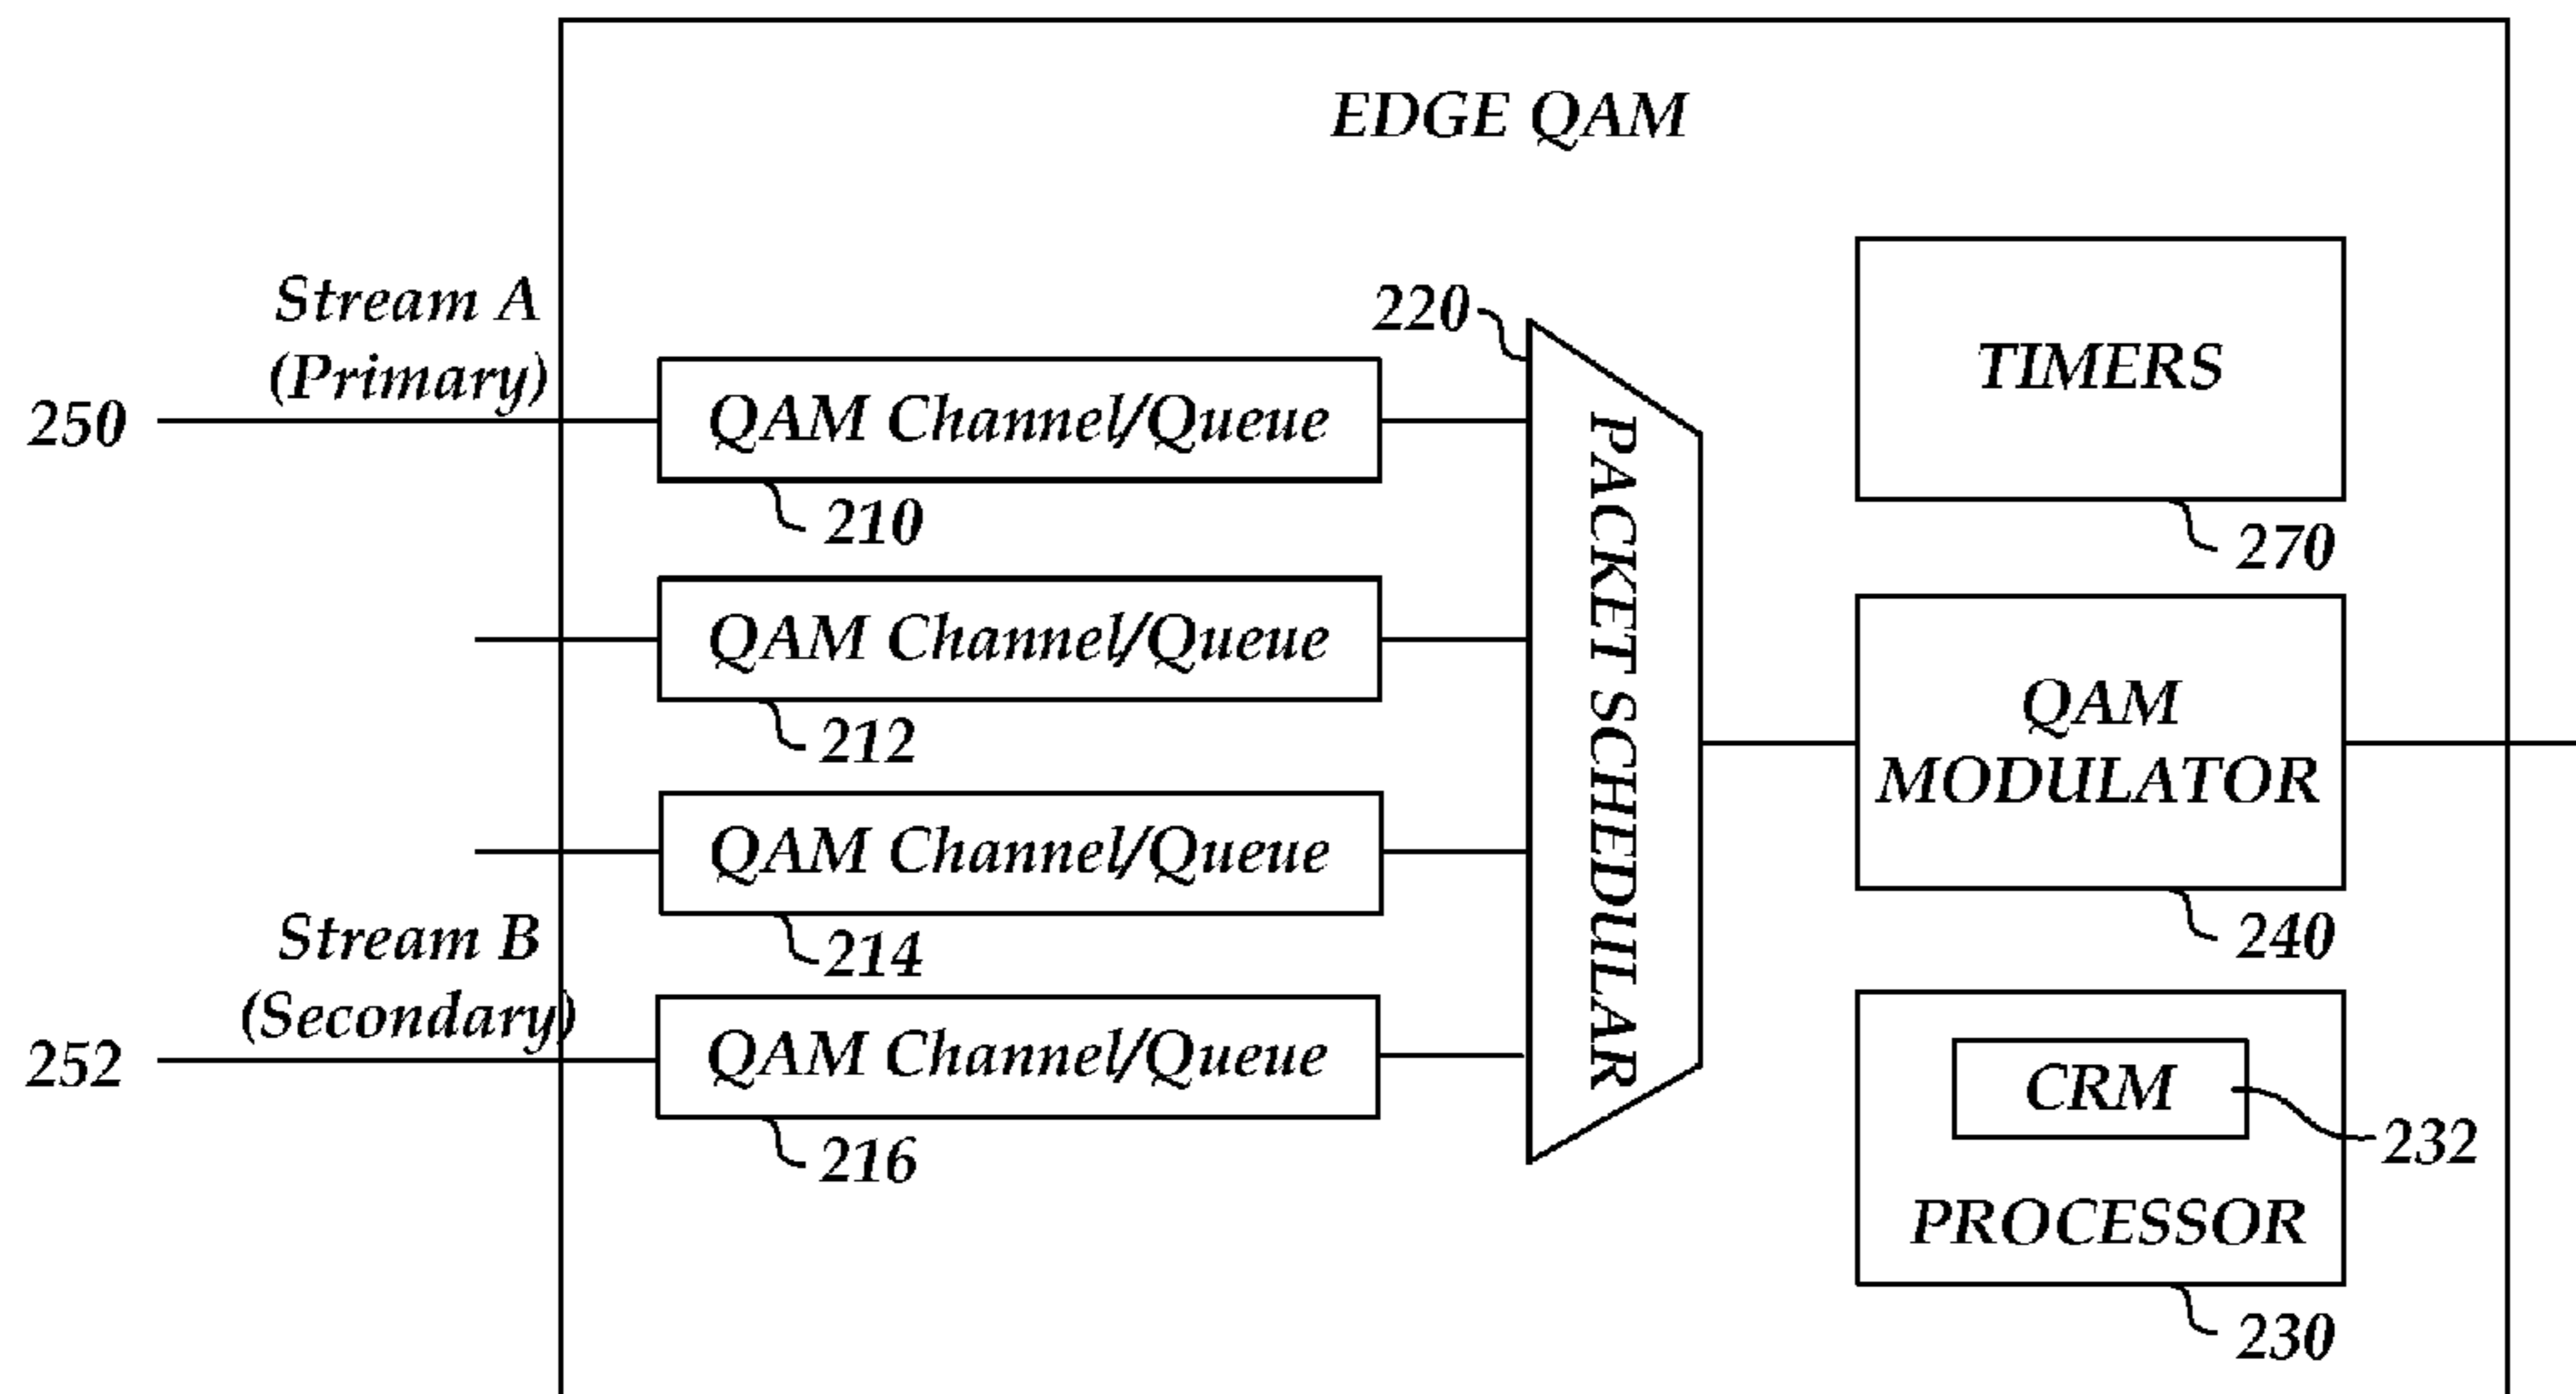 EDGE QAM
Stream A
(Primary)
250
QAM Channel/Queue
210
QAM Channel/Queue
212
QAM Channel/Queue
214
Stream B
(Secondary)
252
QAM Channel/Queue
216
220
PACKET SCHEDULAR
TIMERS
270
QAM
MODULATOR
240
CRM
232
PROCESSOR
230